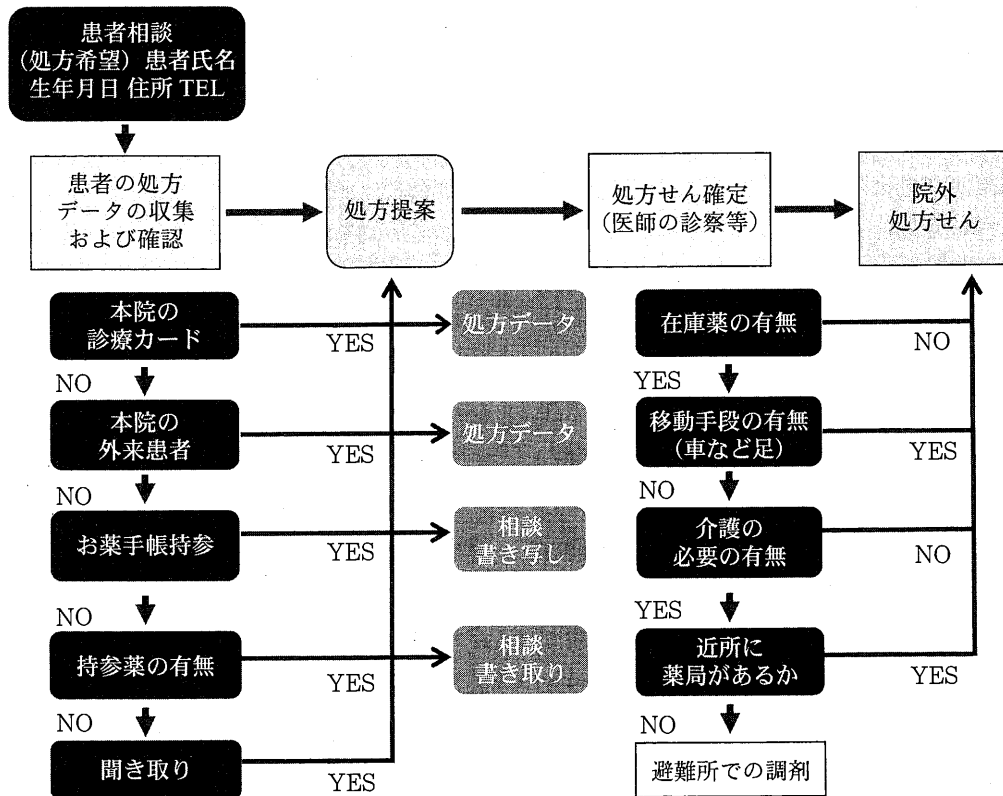 患者相談
(処方希望) 患者氏名
生年月日 住所 TEL
患者の処方
データの収集
および確認
処方提案
処方せん確定
(医師の診察等)
院外
処方せん
本院の
診療カード
YES
処方データ
NO
本院の
外来患者
YES
処方データ
NO
お薬手帳持参
YES
相談
書き写し
NO
持参薬の有無
YES
相談
書き取り
NO
聞き取り
YES
在庫薬の有無
NO
YES
移動手段の有無
(車など足)
YES
NO
介護の
必要の有無
NO
YES
近所に
薬局があるか
YES
NO
避難所での調剤